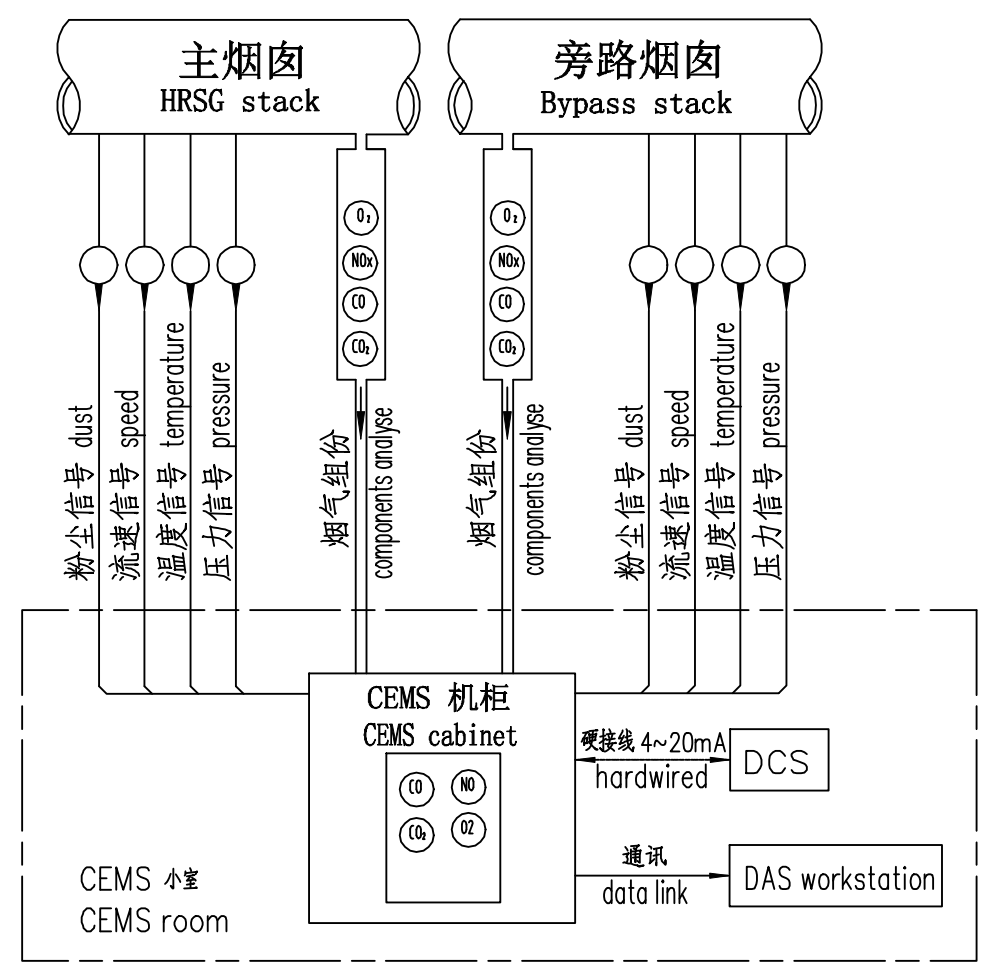 主烟囱
HRSG stack
旁路烟囱
Bypass stack
O₂
NOx
CO
CO₂
O₂
NOx
CO
CO₂
粉尘信号 dust
流速信号 speed
温度信号 temperature
压力信号 pressure
烟气组份
components analyse
烟气组份
components analyse
粉尘信号 dust
流速信号 speed
温度信号 temperature
压力信号 pressure
CEMS 机柜
CEMS cabinet
CO
NO
CO₂
O2
硬接线 4~20mA
hardwired
DCS
通讯
data link
DAS workstation
CEMS 小室
CEMS room